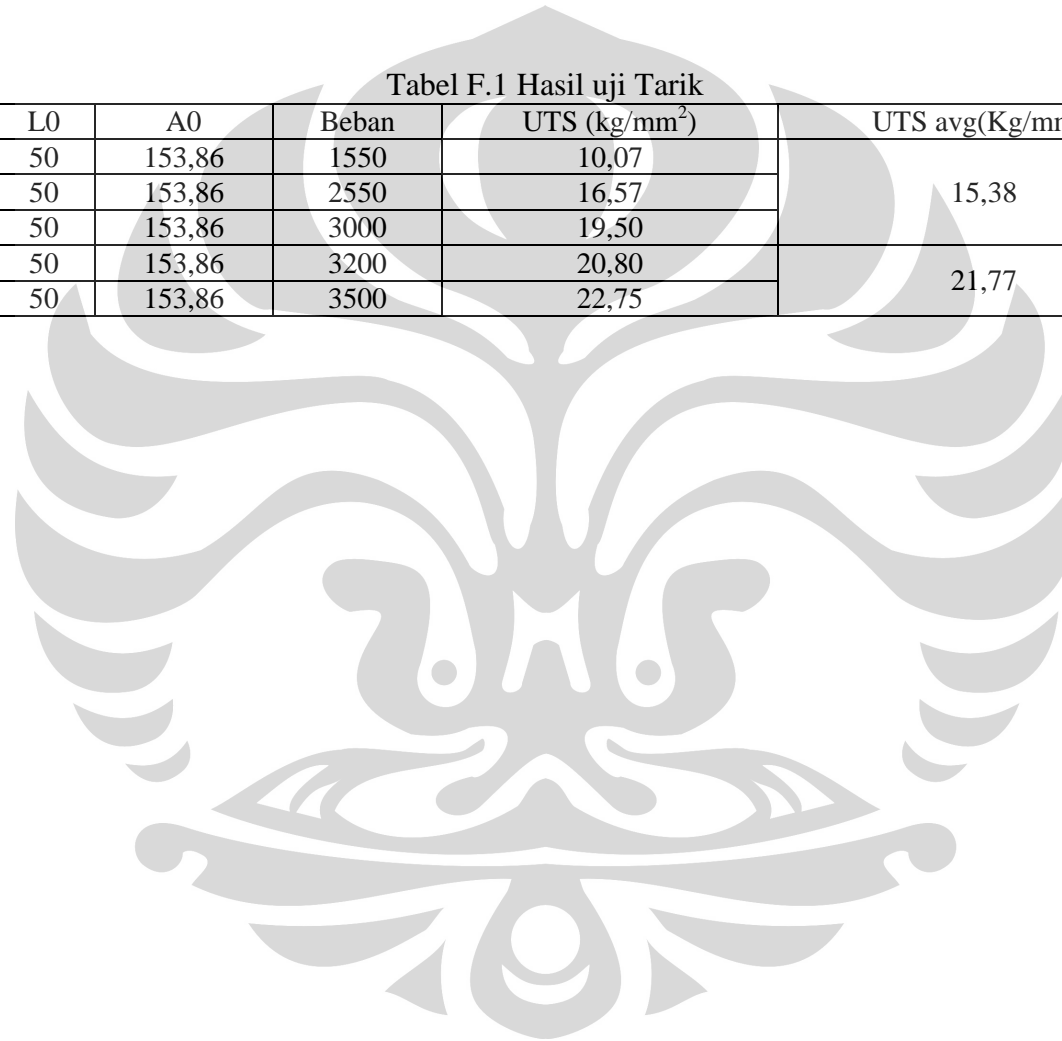 Tabel F.1 Hasil uji Tarik
L0 A0 Beban UTS (kg/mm²) UTS avg(Kg/mm
50 153,86 1550 10,07
50 153,86 2550 16,57 15,38
50 153,86 3000 19,50
50 153,86 3200 20,80 21,77
50 153,86 3500 22,75